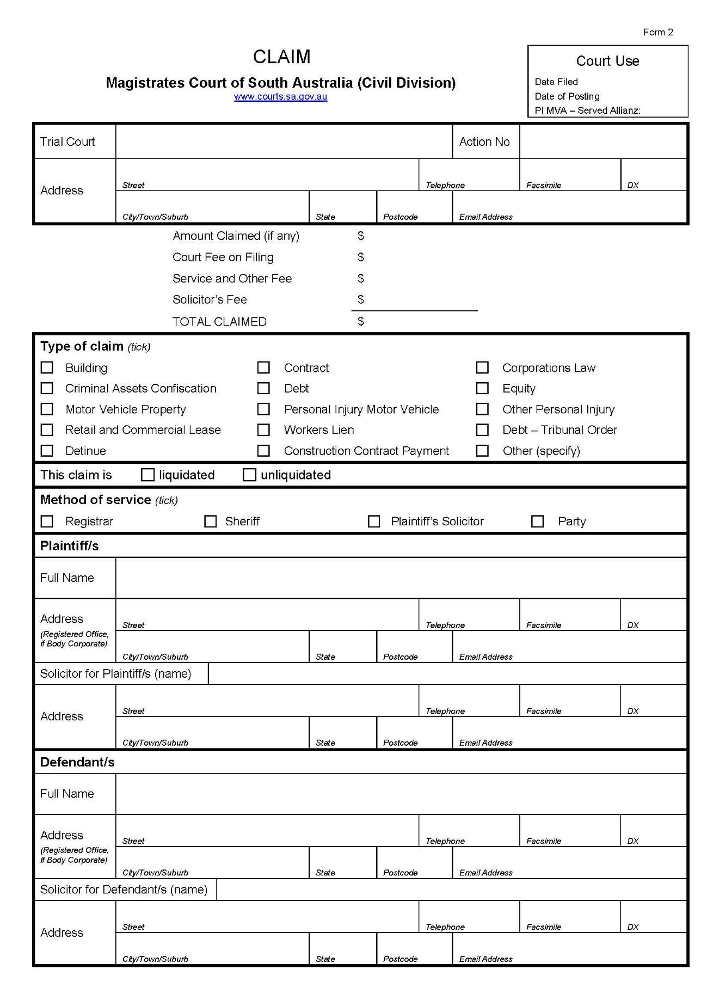 Form 2
CLAIM
Magistrates Court of South Australia (Civil Division)
www.courts.sa.gov.au
Court Use
Date Filed
Date of Posting
PI MVA – Served Allianz:
Trial Court
Action No
Address
Street
Telephone
Facsimile
DX
City/Town/Suburb
State
Postcode
Email Address
Amount Claimed (if any) $
Court Fee on Filing $
Service and Other Fee $
Solicitor’s Fee $
TOTAL CLAIMED $
Type of claim (tick)
Building
Contract
Corporations Law
Criminal Assets Confiscation
Debt
Equity
Motor Vehicle Property
Personal Injury Motor Vehicle
Other Personal Injury
Retail and Commercial Lease
Workers Lien
Debt – Tribunal Order
Detinue
Construction Contract Payment
Other (specify)
This claim is
liquidated
unliquidated
Method of service (tick)
Registrar
Sheriff
Plaintiff’s Solicitor
Party
Plaintiff/s
Full Name
Address
(Registered Office,
if Body Corporate)
Street
Telephone
Facsimile
DX
City/Town/Suburb
State
Postcode
Email Address
Solicitor for Plaintiff/s (name)
Address
Street
Telephone
Facsimile
DX
City/Town/Suburb
State
Postcode
Email Address
Defendant/s
Full Name
Address
(Registered Office,
if Body Corporate)
Street
Telephone
Facsimile
DX
City/Town/Suburb
State
Postcode
Email Address
Solicitor for Defendant/s (name)
Address
Street
Telephone
Facsimile
DX
City/Town/Suburb
State
Postcode
Email Address